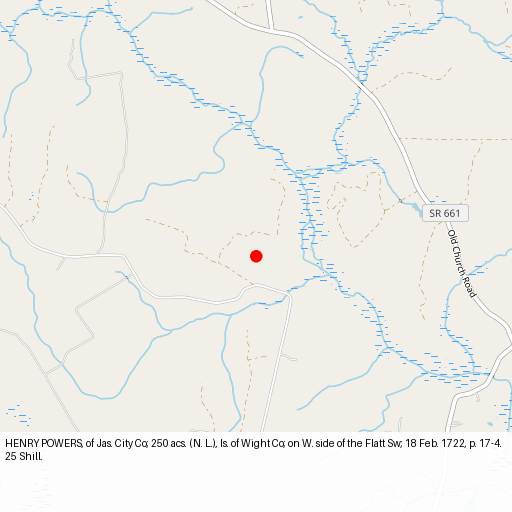 SR 661
Old Church Road
HENRY POWERS, of Jas. City Co; 250 acs. (N. L.), Is. of Wight Co; on W. side of the Flatt Sw; 18 Feb. 1722, p. 17-4.
25 Shill.